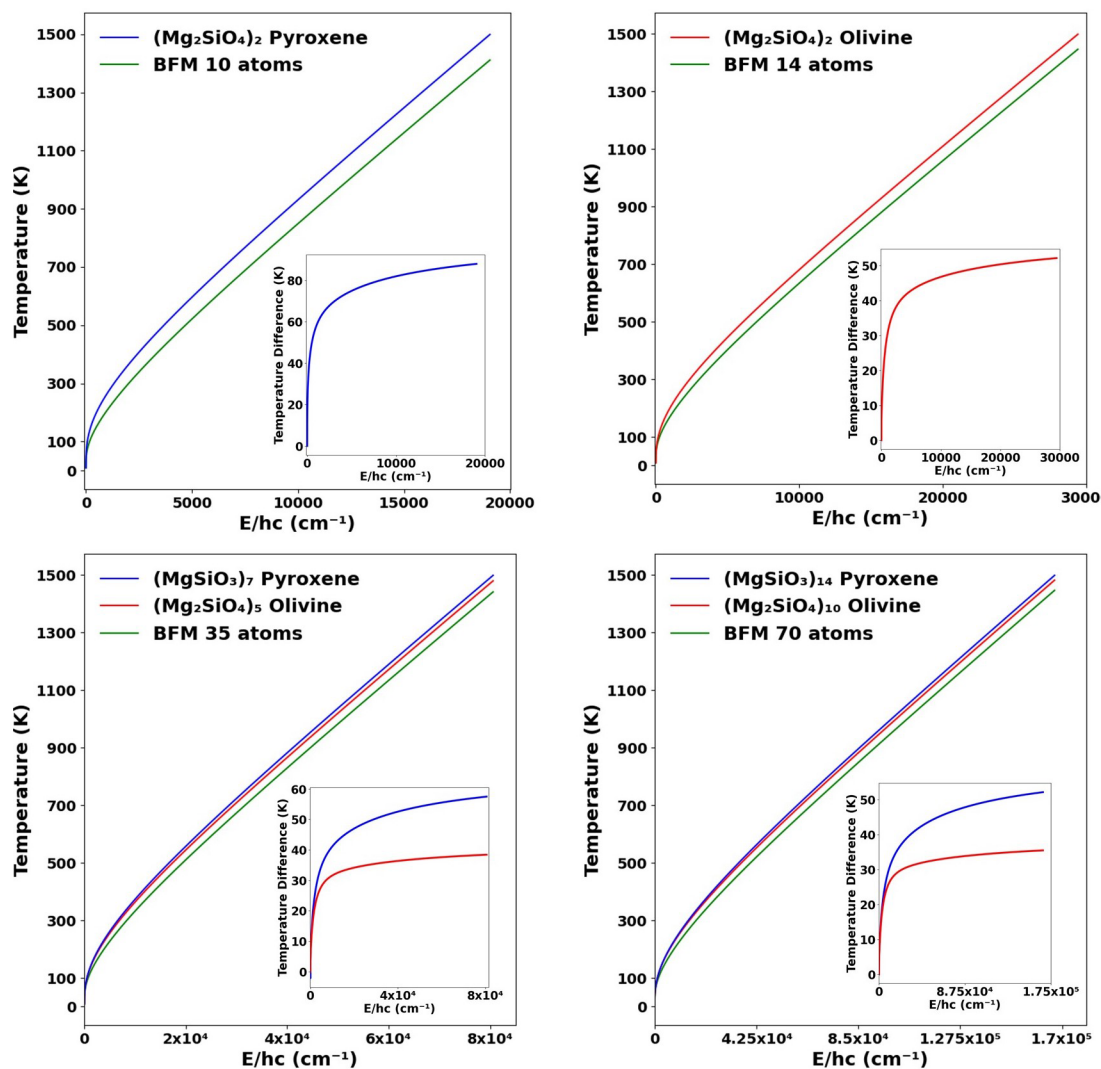 (Mg₂SiO₄)₂ Pyroxene
BFM 10 atoms
1500
1300
1100
900
700
500
300
100
0
Temperature (K)
0
5000
10000
15000
20000
E/hc (cm⁻¹)
80
60
40
20
0
Temperature Difference (K)
0
10000
20000
E/hc (cm⁻¹)
(Mg₂SiO₄)₂ Olivine
BFM 14 atoms
1500
1300
1100
900
700
500
300
100
0
Temperature (K)
0
10000
20000
3000
E/hc (cm⁻¹)
50
40
30
20
10
0
Temperature Difference (K)
0
10000
20000
30000
E/hc (cm⁻¹)
(MgSiO₃)₇ Pyroxene
(Mg₂SiO₄)₅ Olivine
BFM 35 atoms
1500
1300
1100
900
700
500
300
100
0
Temperature (K)
0
2x10⁴
4x10⁴
6x10⁴
8x10⁴
E/hc (cm⁻¹)
60
50
40
30
20
10
0
Temperature Difference (K)
0
4x10⁴
8x10⁴
E/hc (cm⁻¹)
(MgSiO₃)₁₄ Pyroxene
(Mg₂SiO₄)₁₀ Olivine
BFM 70 atoms
1500
1300
1100
900
700
500
300
100
0
Temperature (K)
0
4.25x10⁴
8.5x10⁴
1.275x10⁵
1.7x10⁵
E/hc (cm⁻¹)
50
40
30
20
10
0
Temperature Difference (K)
0
8.75x10⁴
1.75x10⁵
E/hc (cm⁻¹)